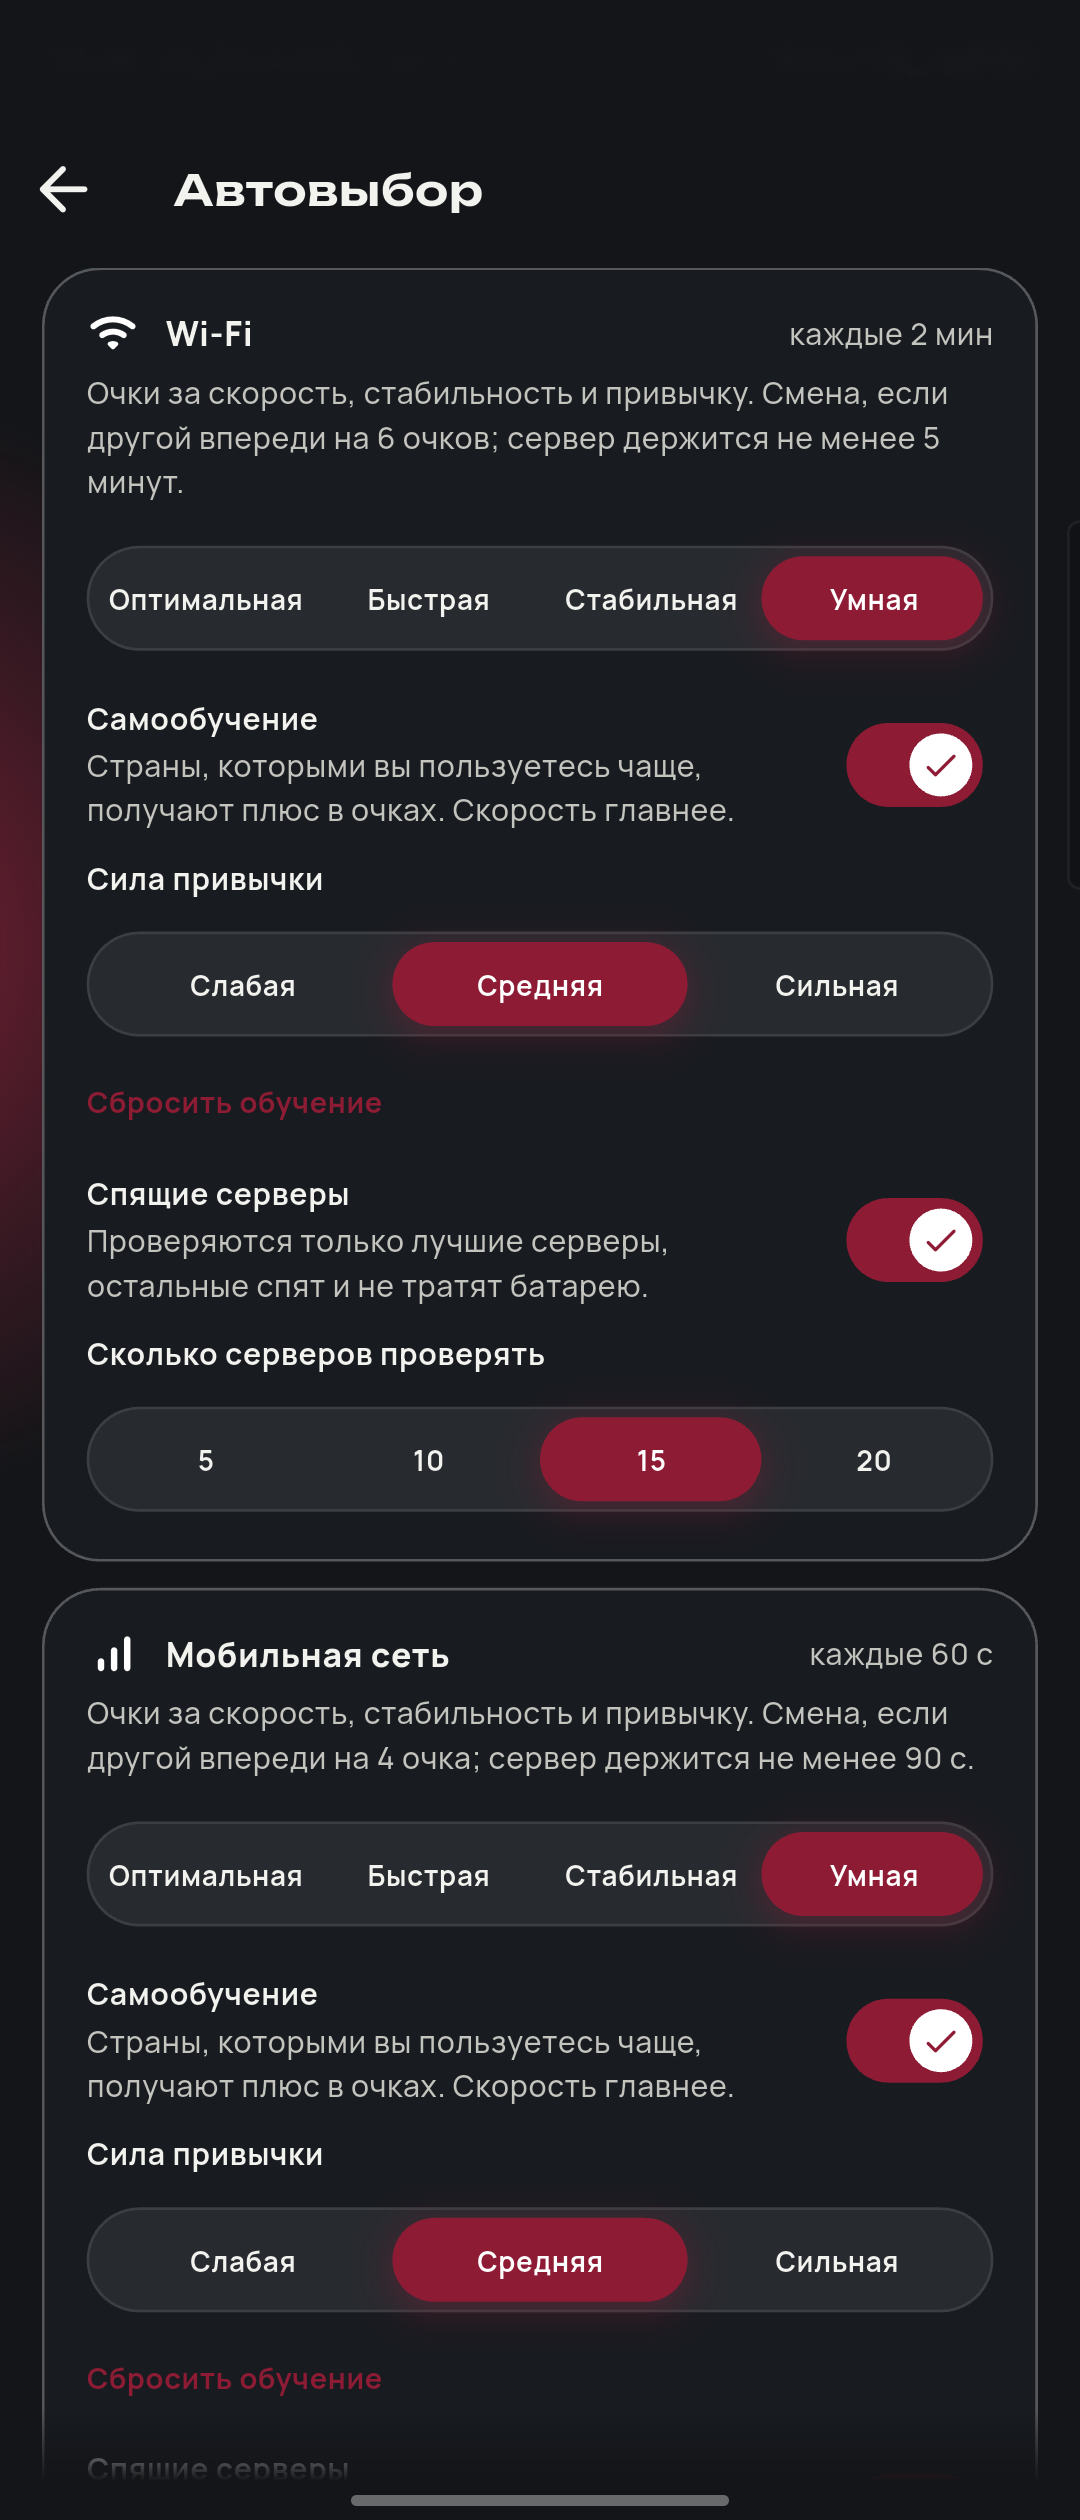 Автовыбор
Wi-Fi
каждые 2 мин
Очки за скорость, стабильность и привычку. Смена, если
другой впереди на 6 очков; сервер держится не менее 5
минут.
Оптимальная Быстрая Стабильная Умная
Самообучение
Страны, которыми вы пользуетесь чаще,
получают плюс в очках. Скорость главнее.
Сила привычки
Слабая Средняя Сильная
Сбросить обучение
Спящие серверы
Проверяются только лучшие серверы,
остальные спят и не тратят батарею.
Сколько серверов проверять
5 10 15 20
Мобильная сеть
каждые 60 с
Очки за скорость, стабильность и привычку. Смена, если
другой впереди на 4 очка; сервер держится не менее 90 с.
Оптимальная Быстрая Стабильная Умная
Самообучение
Страны, которыми вы пользуетесь чаще,
получают плюс в очках. Скорость главнее.
Сила привычки
Слабая Средняя Сильная
Сбросить обучение
Спящие серверы